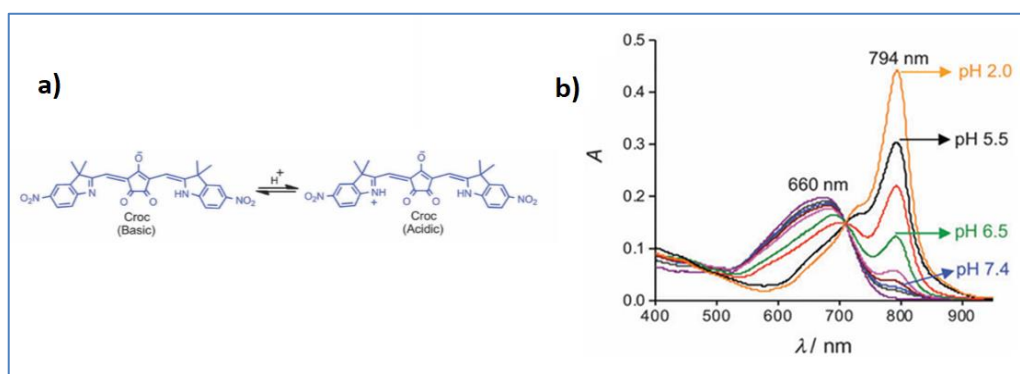 a)
O₂N
N
O⁻
O
O
HN
NO₂
Croc
(Basic)
H⁺
O₂N
NH
+
O⁻
O
O
HN
NO₂
Croc
(Acidic)
b)
0.5
0.4
0.3
0.2
0.1
0.0
A
794 nm
660 nm
pH 2.0
pH 5.5
pH 6.5
pH 7.4
400 500 600 700 800 900
λ / nm